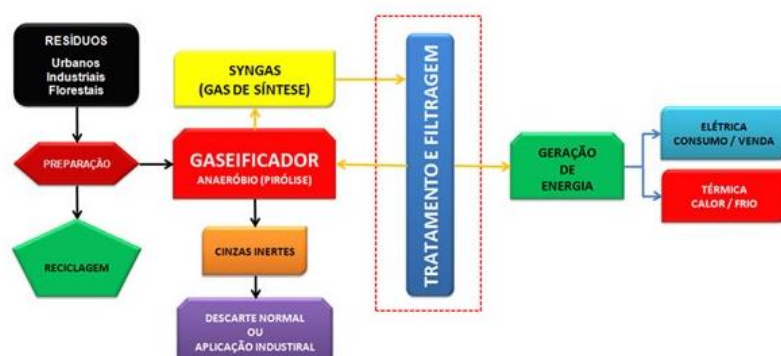 RESÍDUOS
Urbanos
Industriais
Florestais
PREPARAÇÃO
RECICLAGEM
SYNGAS
(GAS DE SÍNTESE)
GASEIFICADOR
ANAERÓBIO (PIRÓLISE)
CINZAS INERTES
DESCARTE NORMAL
OU
APLICAÇÃO INDUSTIRAL
TRATAMENTO E FILTRAGEM
GERAÇÃO
DE
ENERGIA
ELÉTRICA
CONSUMO / VENDA
TÉRMICA
CALOR / FRIO